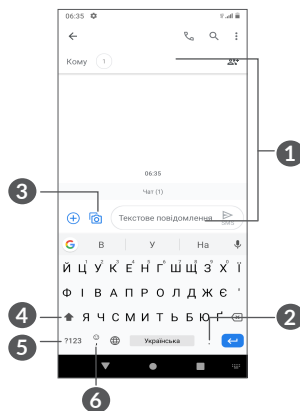 06:35
Кому 1
1
06:35
Чат (1)
3
Текстове повідомлення
SMS
G В У На
й ц у к е н г ш щ з х ї
ф і в а п р о л д ж є '
4 я ч с м и т ь б ю ґ 2
5 ?123 , Українська .
6